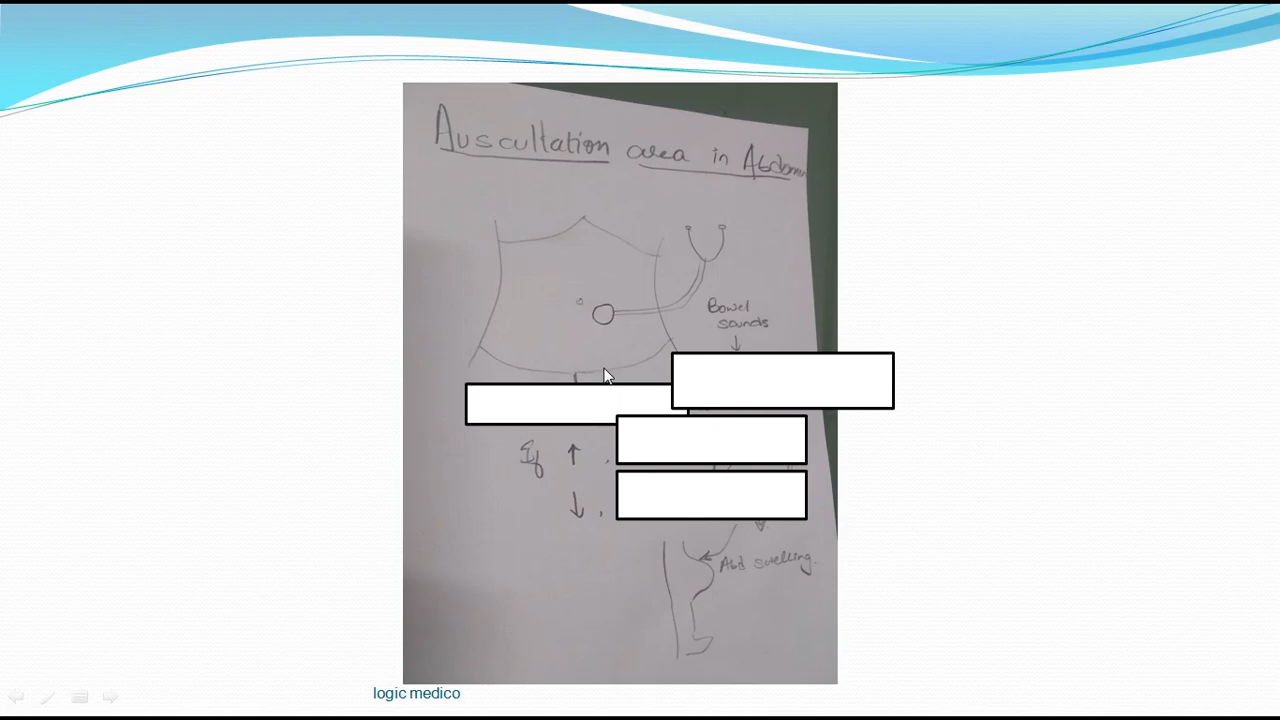 Auscultation area in Abdomen
Bowel
sounds
If ↑
↓
Abd swelling.
logic medico